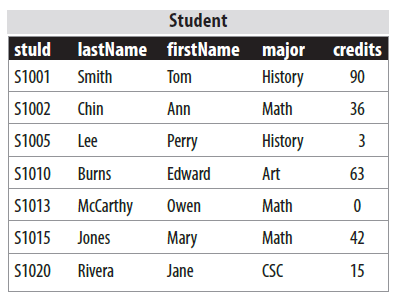 Student
stuId lastName firstName major credits
S1001 Smith Tom History 90
S1002 Chin Ann Math 36
S1005 Lee Perry History 3
S1010 Burns Edward Art 63
S1013 McCarthy Owen Math 0
S1015 Jones Mary Math 42
S1020 Rivera Jane CSC 15